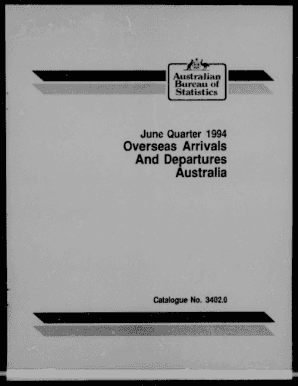 Australian
Bureau of
Statistics
June Quarter 1994
Overseas Arrivals
And Departures
Australia
Catalogue No. 3402.0